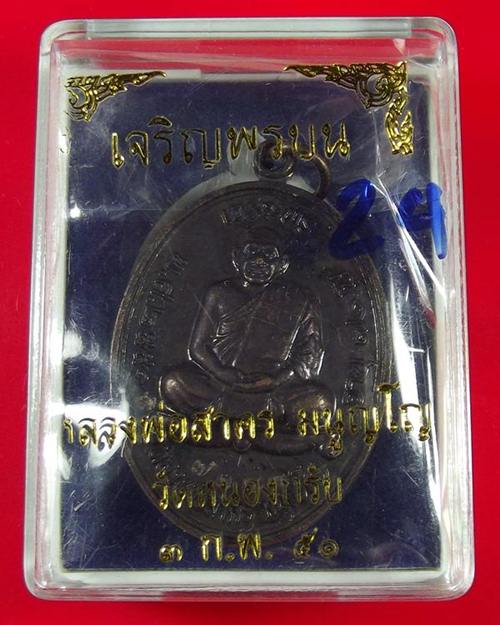 เจริญพรบน
29
หลวงพ่อสาคร มนุญโญ
วัดหนองกรับ
๓ ก.พ. ๕๑